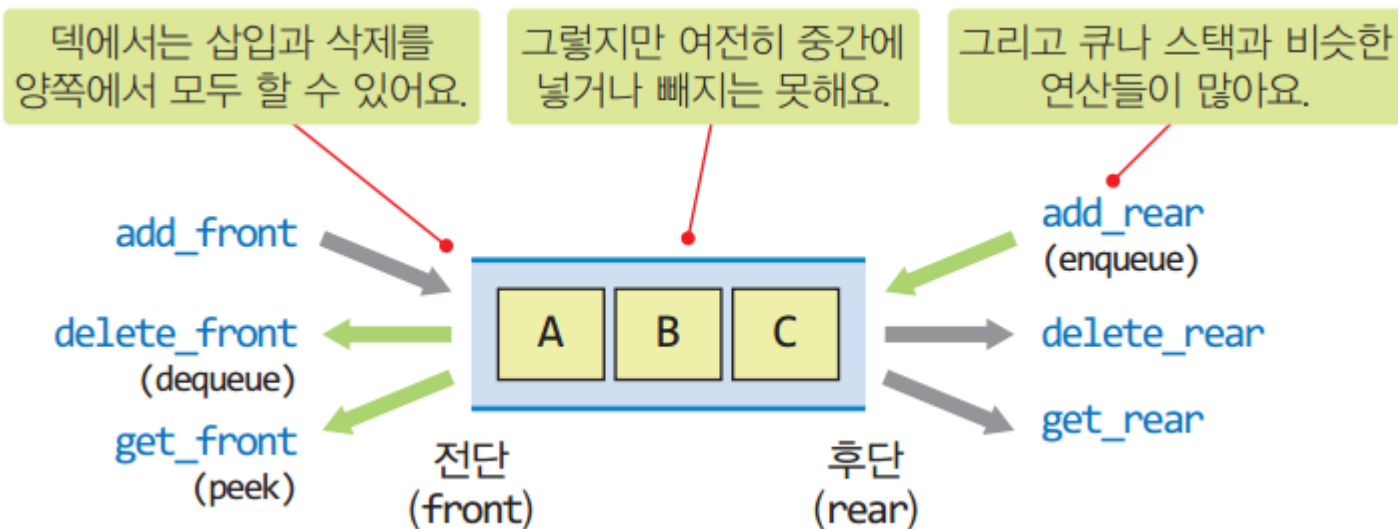 덱에서는 삽입과 삭제를
양쪽에서 모두 할 수 있어요.
그렇지만 여전히 중간에
넣거나 빼지는 못해요.
그리고 큐나 스택과 비슷한
연산들이 많아요.
add_front
delete_front
(dequeue)
get_front
(peek)
A
B
C
전단
(front)
후단
(rear)
add_rear
(enqueue)
delete_rear
get_rear